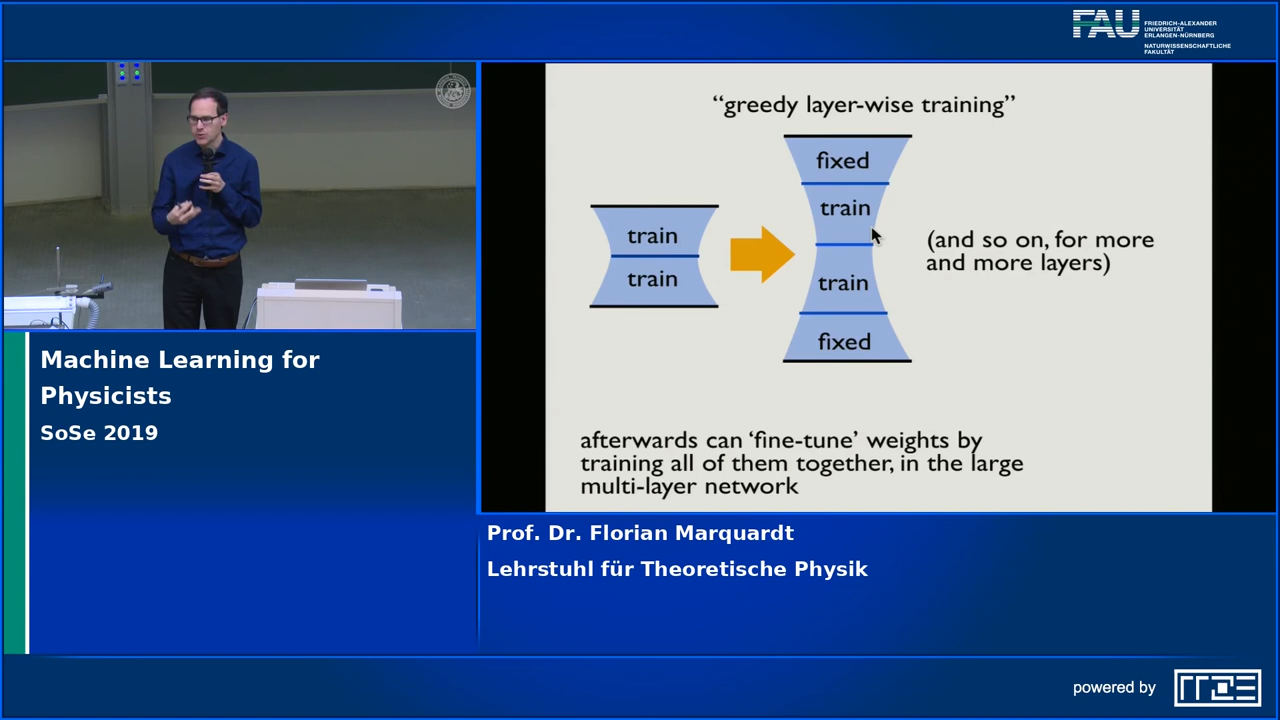 FAU
FRIEDRICH-ALEXANDER
UNIVERSITÄT
ERLANGEN-NÜRNBERG
NATURWISSENSCHAFTLICHE
FAKULTÄT
“greedy layer-wise training”
fixed
train
train
train
train
fixed
(and so on, for more
and more layers)
afterwards can ‘fine-tune’ weights by
training all of them together, in the large
multi-layer network
Machine Learning for
Physicists
SoSe 2019
Prof. Dr. Florian Marquardt
Lehrstuhl für Theoretische Physik
powered by